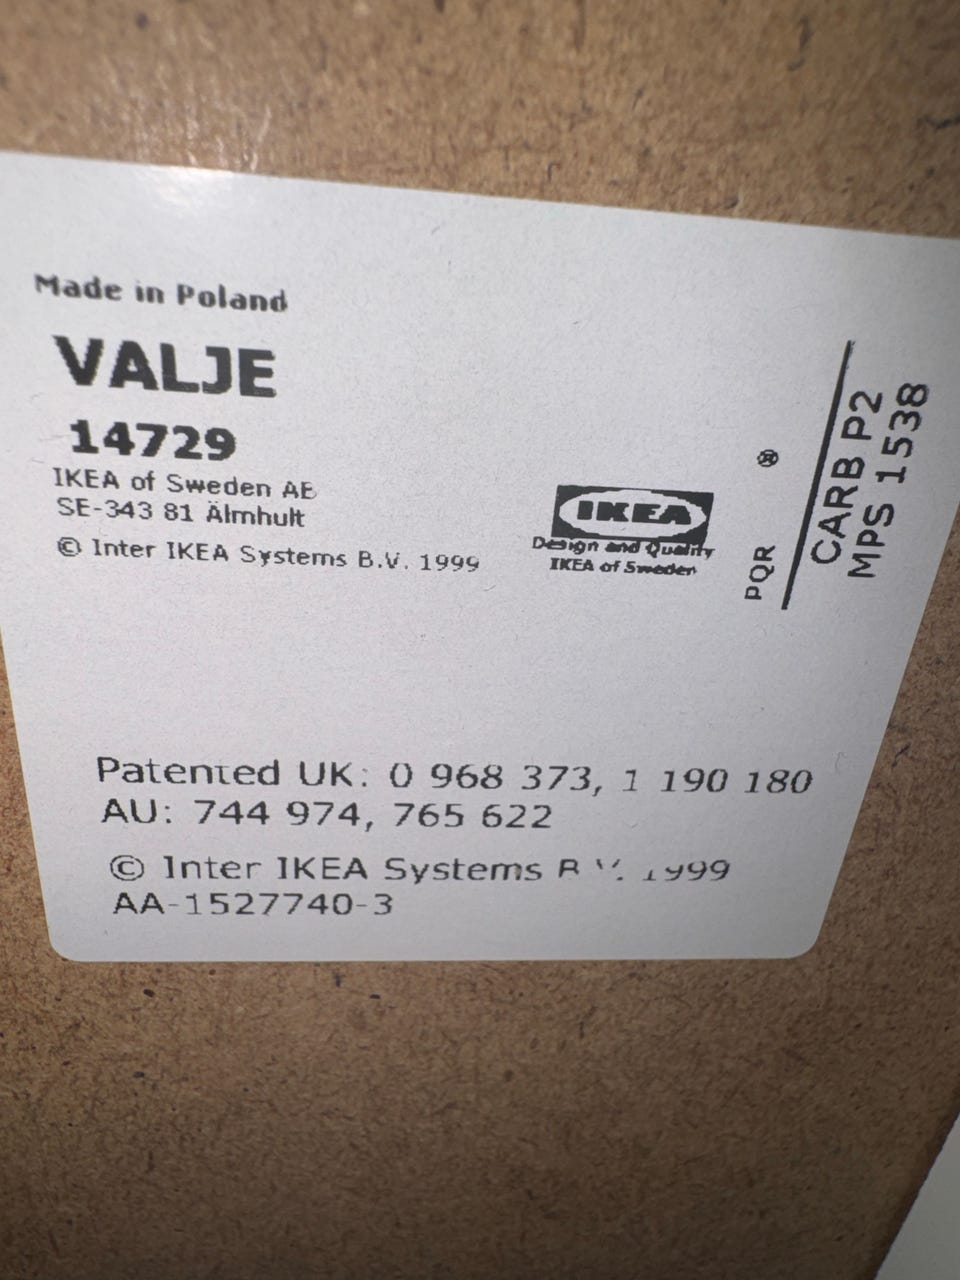 Made in Poland
VALJE
14729
IKEA of Sweden AB
SE-343 81 Älmhult
© Inter IKEA Systems B.V. 1999
IKEA
®
Design and Quality
IKEA of Sweden
PQR
CARB P2
MPS 1538
Patented UK: 0 968 373, 1 190 180
AU: 744 974, 765 622
© Inter IKEA Systems B.V. 1999
AA-1527740-3